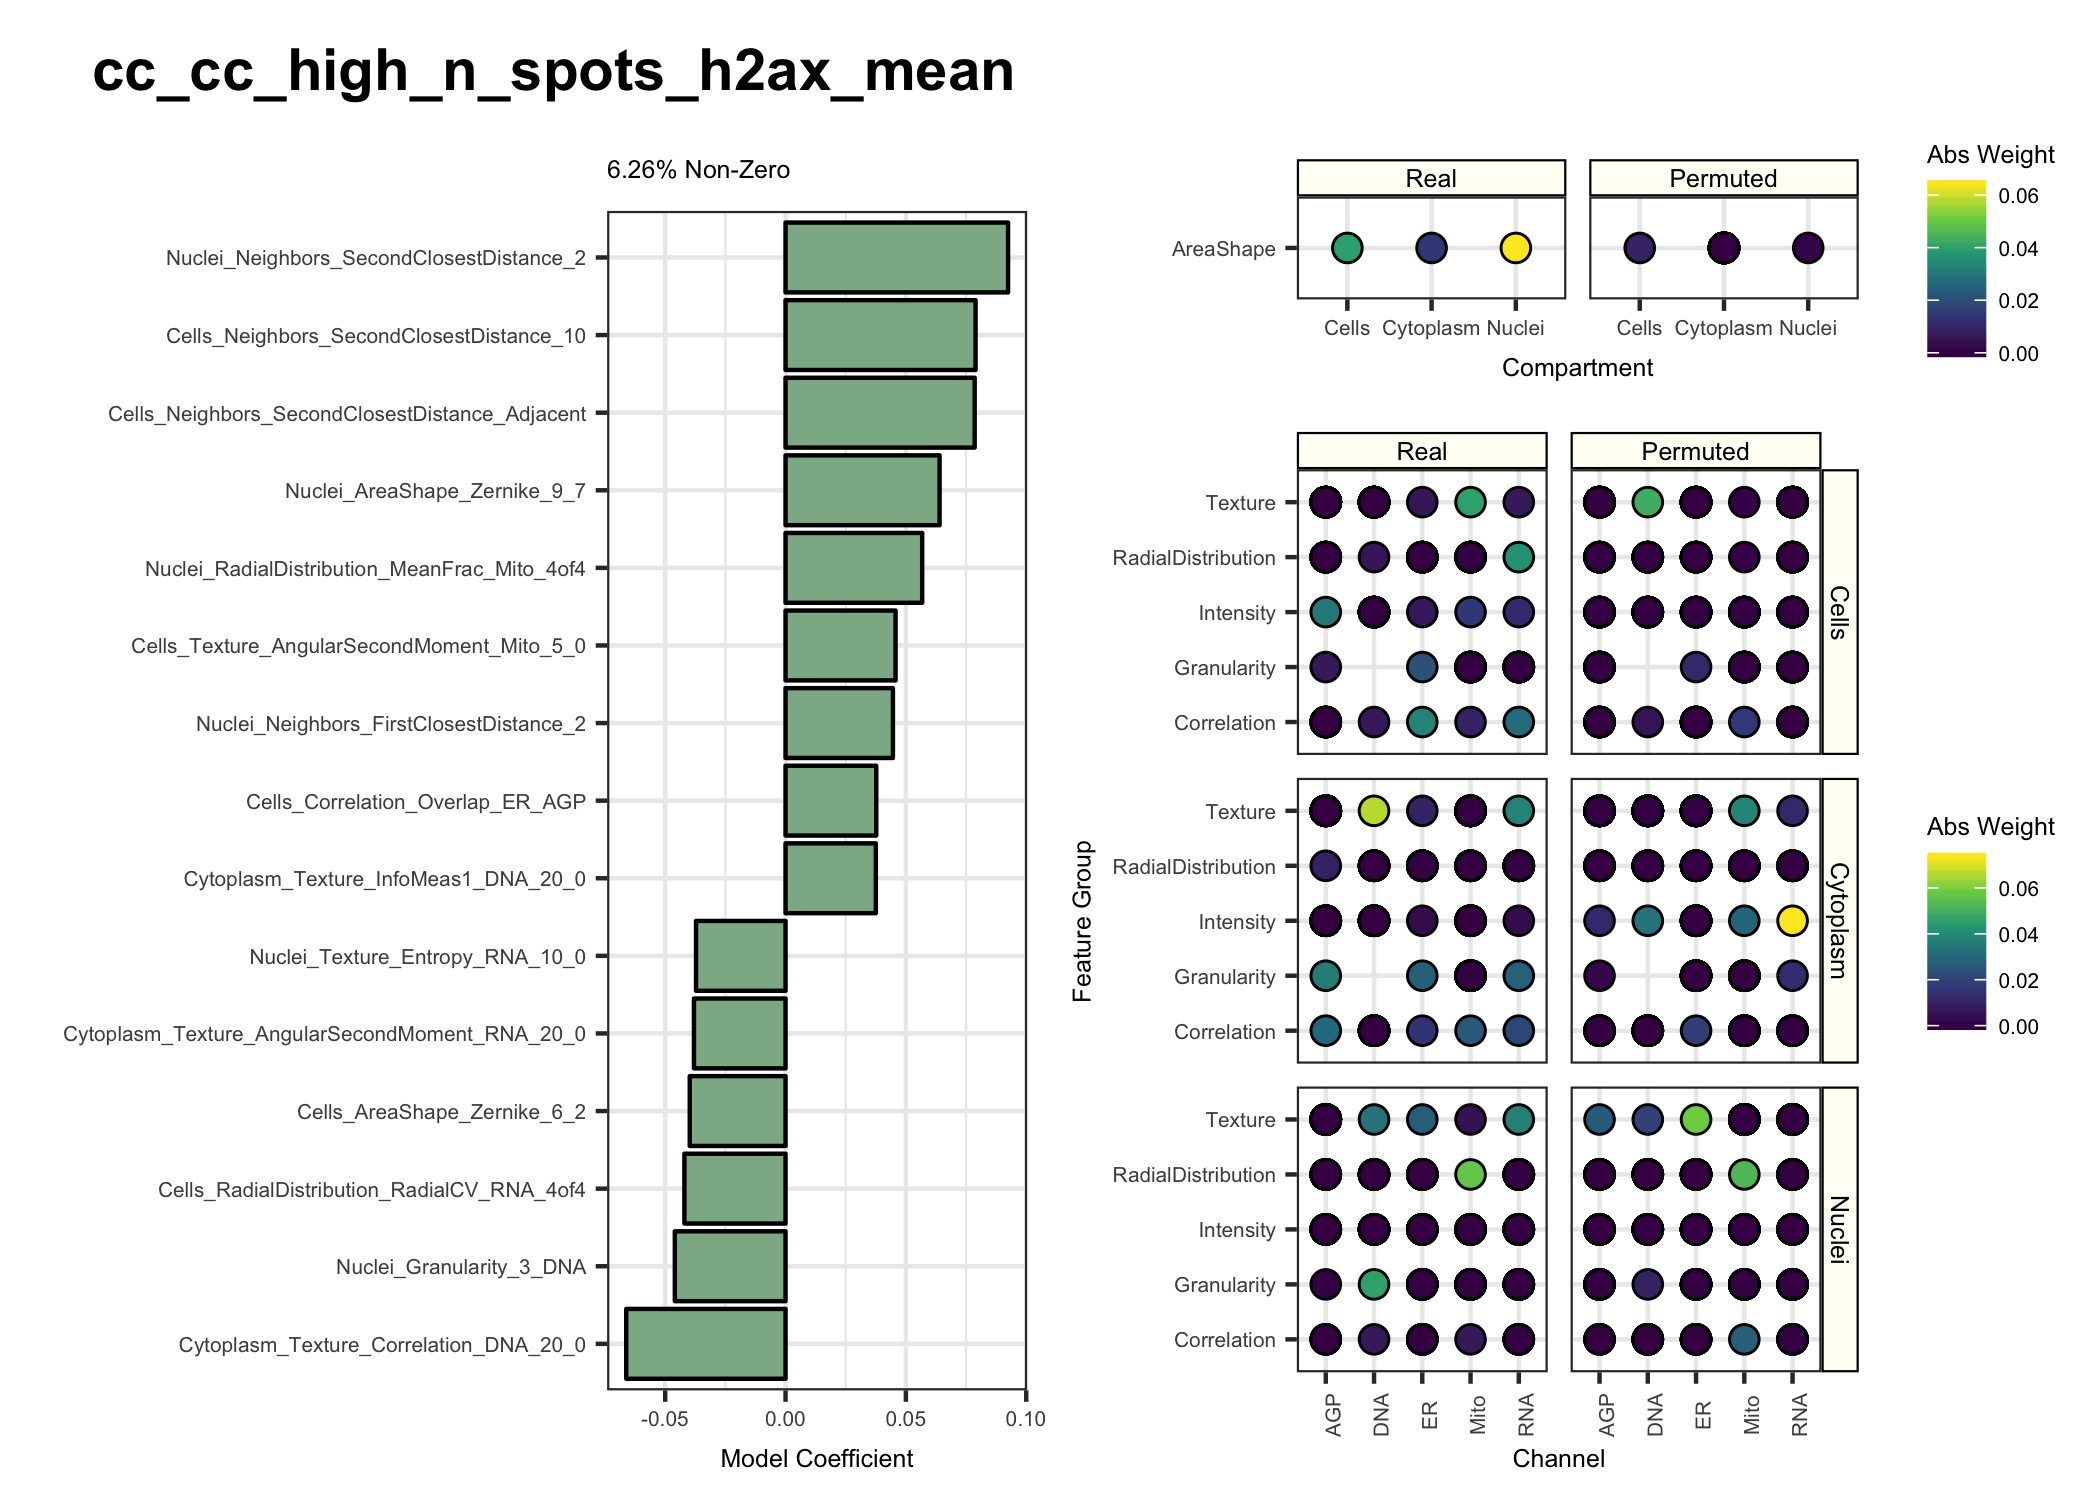 cc_cc_high_n_spots_h2ax_mean
6.26% Non-Zero
Nuclei_Neighbors_SecondClosestDistance_2
Cells_Neighbors_SecondClosestDistance_10
Cells_Neighbors_SecondClosestDistance_Adjacent
Nuclei_AreaShape_Zernike_9_7
Nuclei_RadialDistribution_MeanFrac_Mito_4of4
Cells_Texture_AngularSecondMoment_Mito_5_0
Nuclei_Neighbors_FirstClosestDistance_2
Cells_Correlation_Overlap_ER_AGP
Cytoplasm_Texture_InfoMeas1_DNA_20_0
Nuclei_Texture_Entropy_RNA_10_0
Cytoplasm_Texture_AngularSecondMoment_RNA_20_0
Cells_AreaShape_Zernike_6_2
Cells_RadialDistribution_RadialCV_RNA_4of4
Nuclei_Granularity_3_DNA
Cytoplasm_Texture_Correlation_DNA_20_0
-0.05 0.00 0.05 0.10
Model Coefficient
Real Permuted
AreaShape
Cells Cytoplasm Nuclei Cells Cytoplasm Nuclei
Compartment
Abs Weight
0.06
0.04
0.02
0.00
Feature Group
Real Permuted
Texture
RadialDistribution
Intensity
Granularity
Correlation
Cells
Texture
RadialDistribution
Intensity
Granularity
Correlation
Cytoplasm
Texture
RadialDistribution
Intensity
Granularity
Correlation
Nuclei
AGP DNA ER Mito RNA AGP DNA ER Mito RNA
Channel
Abs Weight
0.06
0.04
0.02
0.00